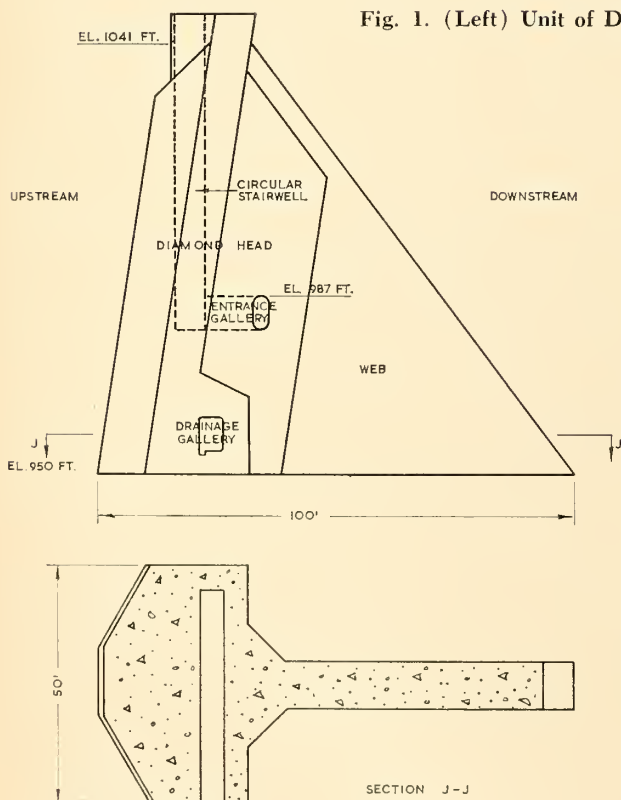 Fig. 1. (Left) Unit of D
EL. 1041 FT.
UPSTREAM
CIRCULAR
STAIRWELL
DOWNSTREAM
DIAMOND HEAD
EL. 987 FT.
ENTRANCE
GALLERY
WEB
DRAINAGE
GALLERY
J
J
EL. 950 FT.
100'
50'
SECTION J-J